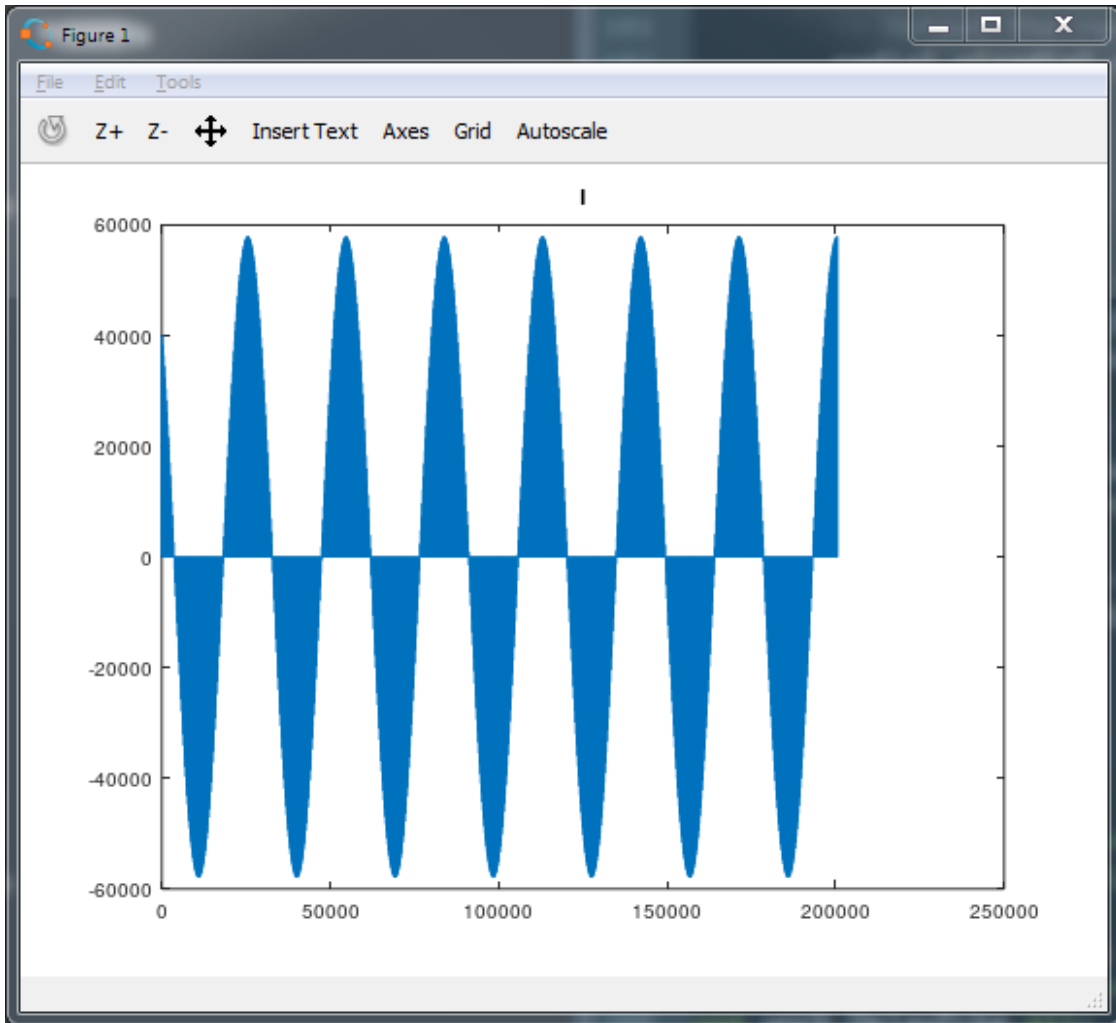 Figure 1
File Edit Tools
Z+ Z- Insert Text Axes Grid Autoscale
I
60000
40000
20000
0
-20000
-40000
-60000
0 50000 100000 150000 200000 250000